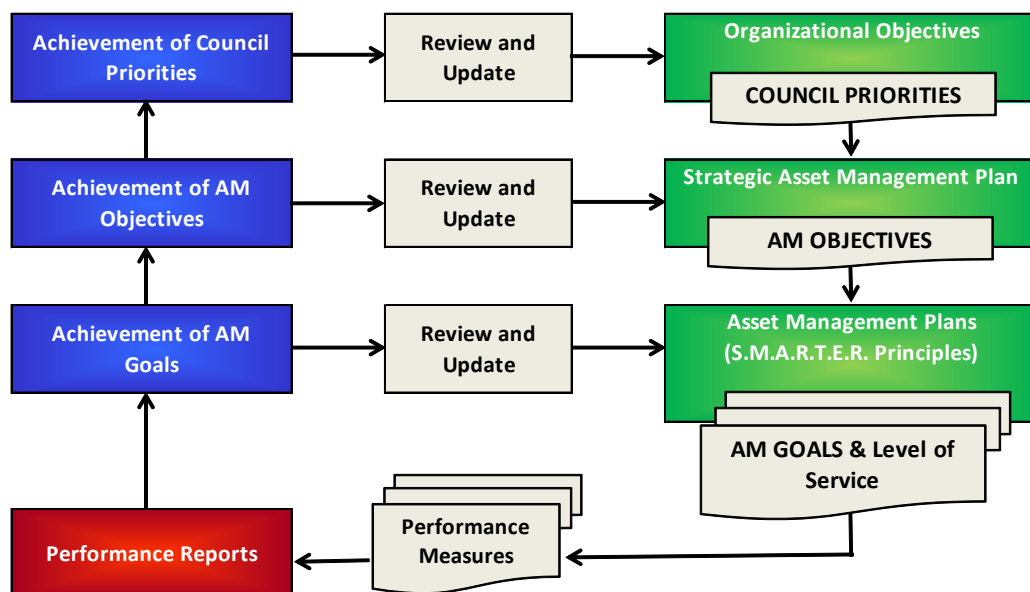 Achievement of Council
Priorities
Review and
Update
Organizational Objectives
COUNCIL PRIORITIES
Achievement of AM
Objectives
Review and
Update
Strategic Asset Management Plan
AM OBJECTIVES
Achievement of AM
Goals
Review and
Update
Asset Management Plans
(S.M.A.R.T.E.R. Principles)
AM GOALS & Level of
Service
Performance Reports
Performance
Measures